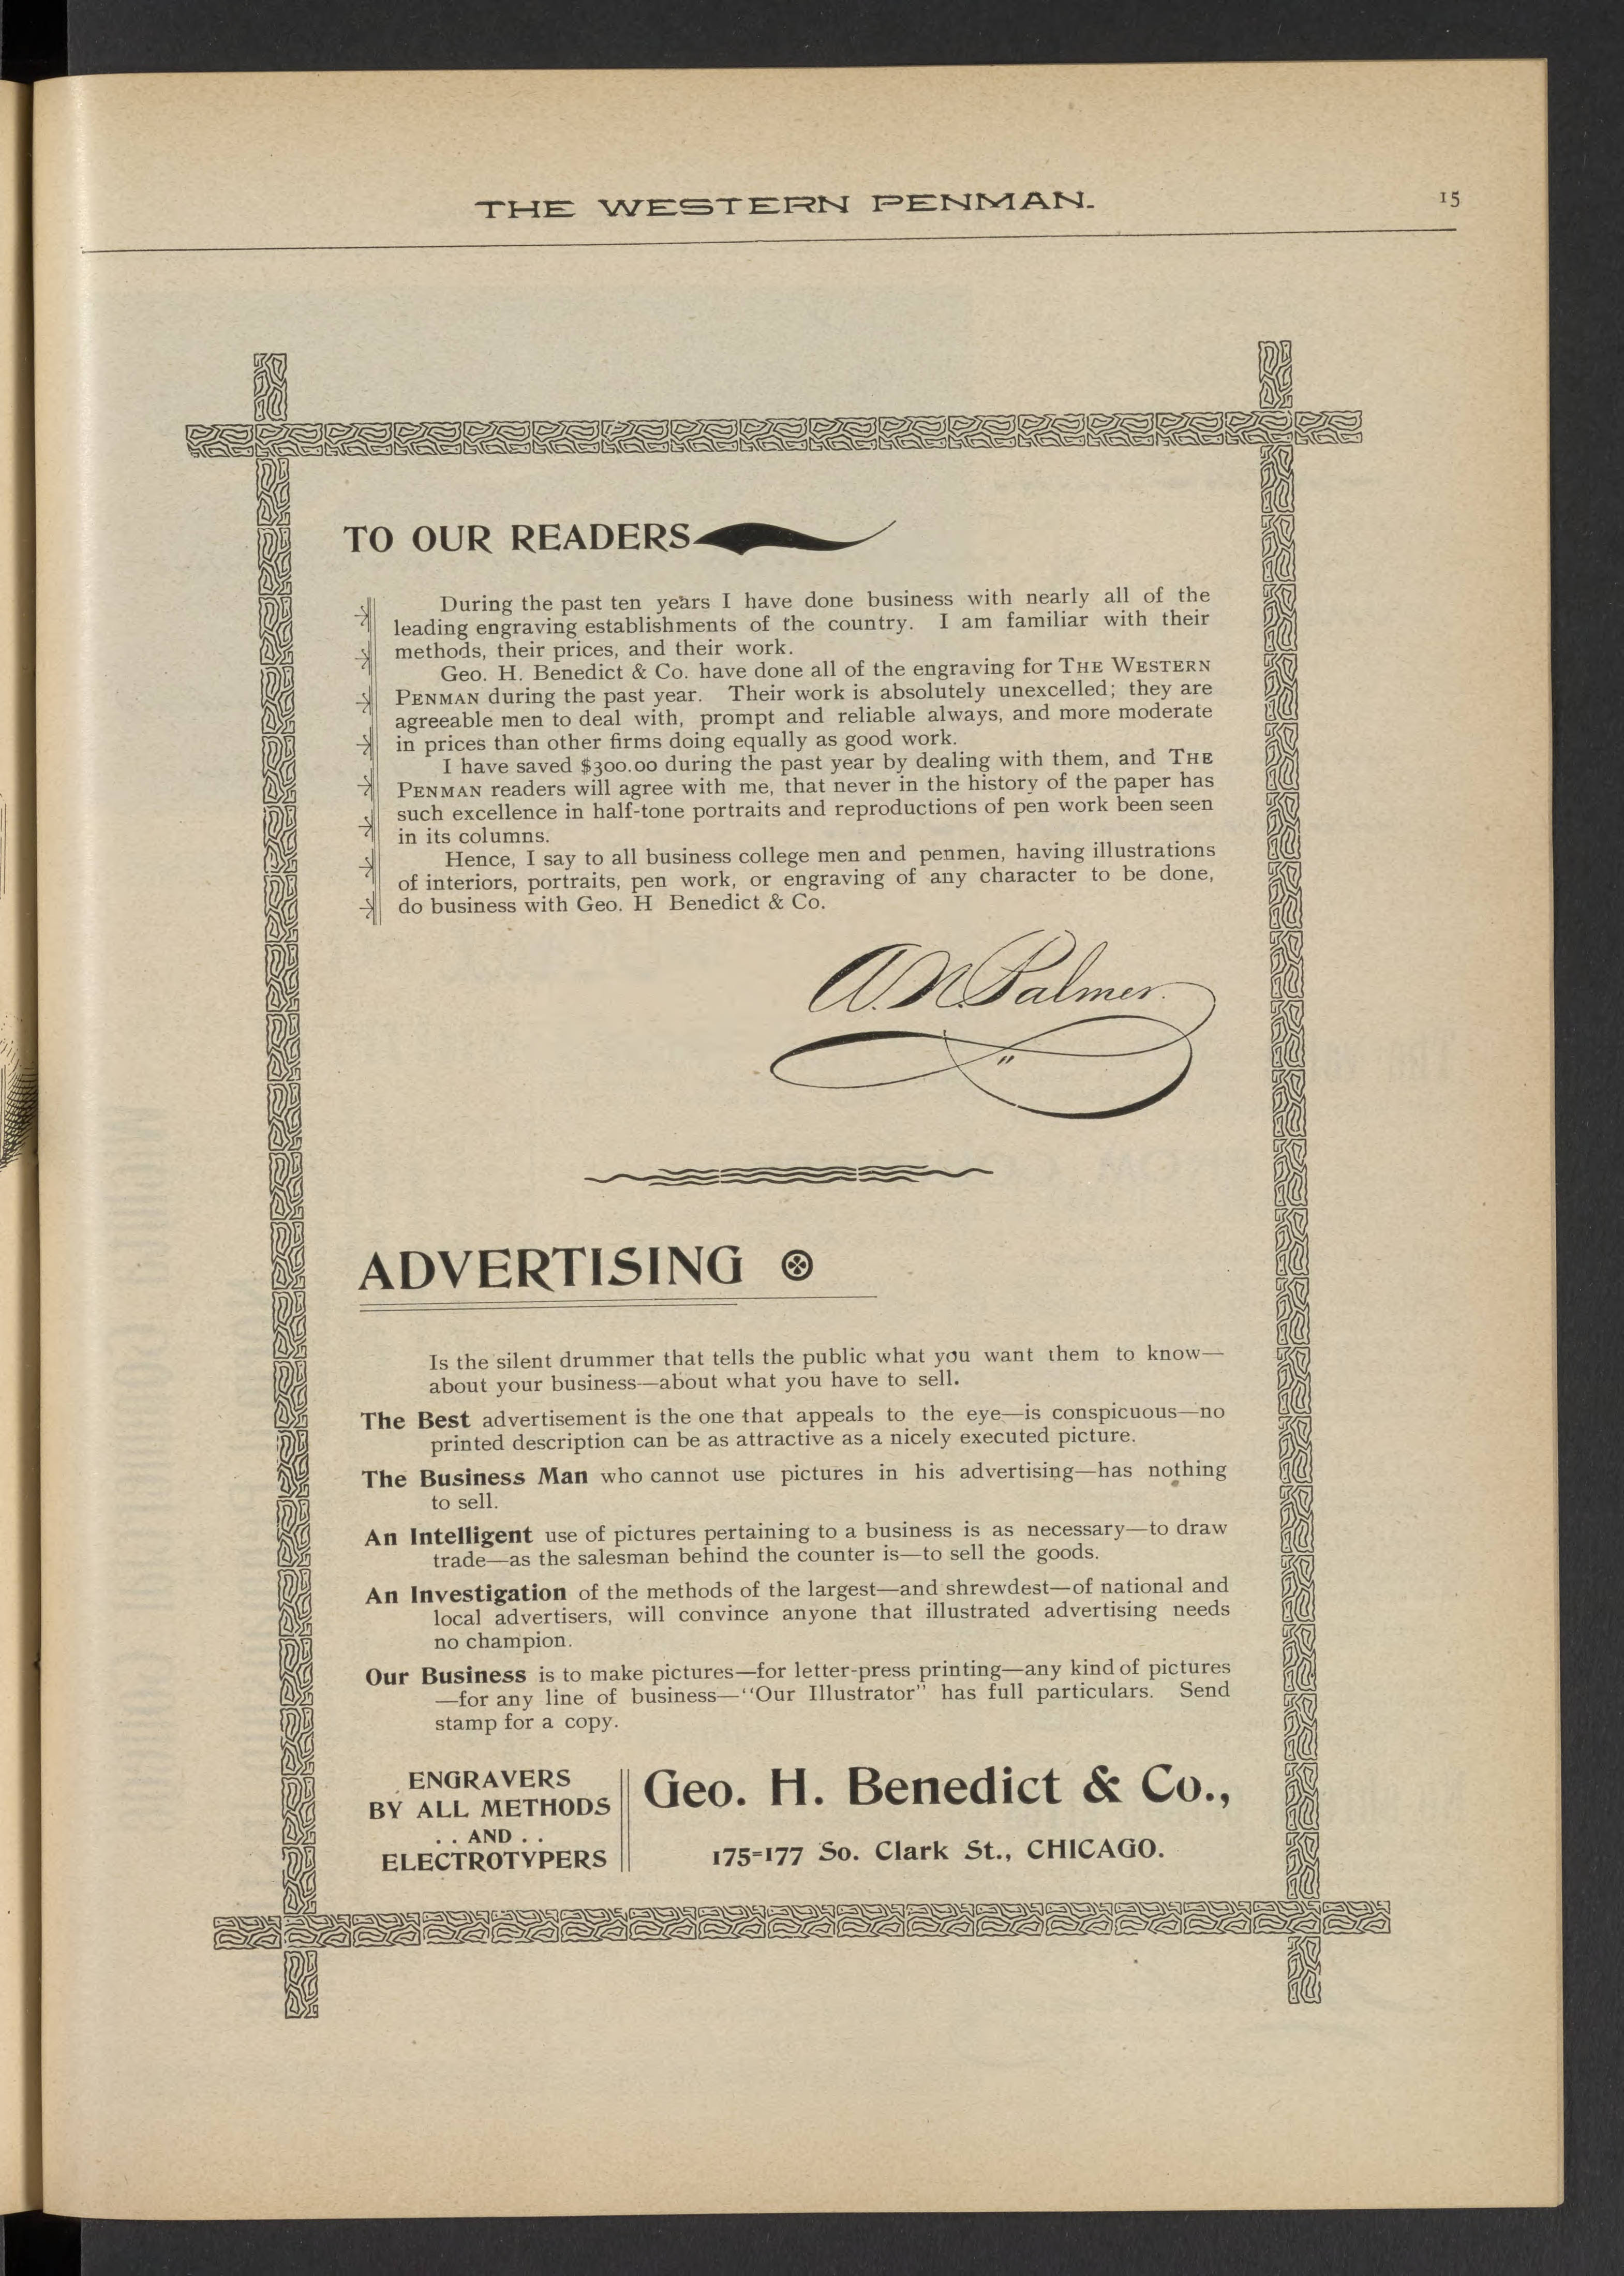 THE WESTERN PENMAN.
15
TO OUR READERS
During the past ten years I have done business with nearly all of the
leading engraving establishments of the country. I am familiar with their
methods, their prices, and their work.
Geo. H. Benedict & Co. have done all of the engraving for THE WESTERN
PENMAN during the past year. Their work is absolutely unexcelled; they are
agreeable men to deal with, prompt and reliable always, and more moderate
in prices than other firms doing equally as good work.
I have saved $300.00 during the past year by dealing with them, and THE
PENMAN readers will agree with me, that never in the history of the paper has
such excellence in half-tone portraits and reproductions of pen work been seen
in its columns.
Hence, I say to all business college men and penmen, having illustrations
of interiors, portraits, pen work, or engraving of any character to be done,
do business with Geo. H Benedict & Co.
A. N. Palmer.
ADVERTISING
Is the silent drummer that tells the public what you want them to know—
about your business—about what you have to sell.
The Best advertisement is the one that appeals to the eye—is conspicuous—no
printed description can be as attractive as a nicely executed picture.
The Business Man who cannot use pictures in his advertising—has nothing
to sell.
An Intelligent use of pictures pertaining to a business is as necessary—to draw
trade—as the salesman behind the counter is—to sell the goods.
An Investigation of the methods of the largest—and shrewdest—of national and
local advertisers, will convince anyone that illustrated advertising needs
no champion.
Our Business is to make pictures—for letter-press printing—any kind of pictures
—for any line of business—"Our Illustrator" has full particulars. Send
stamp for a copy.
ENGRAVERS
BY ALL METHODS
. . AND . .
ELECTROTYPERS
Geo. H. Benedict & Co.,
175=177 So. Clark St., CHICAGO.